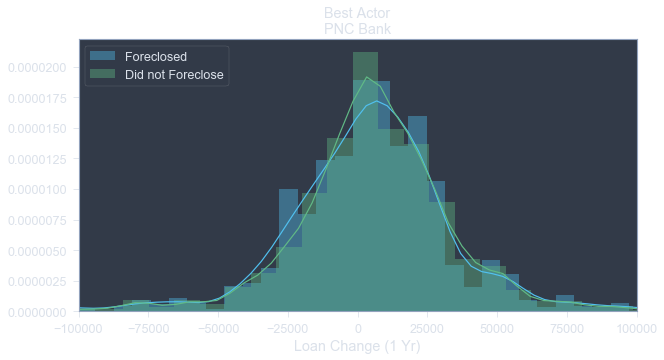 Best Actor
PNC Bank
Foreclosed
Did not Foreclose
0.0000200
0.0000175
0.0000150
0.0000125
0.0000100
0.0000075
0.0000050
0.0000025
0.0000000
−100000 −75000 −50000 −25000 0 25000 50000 75000 100000
Loan Change (1 Yr)